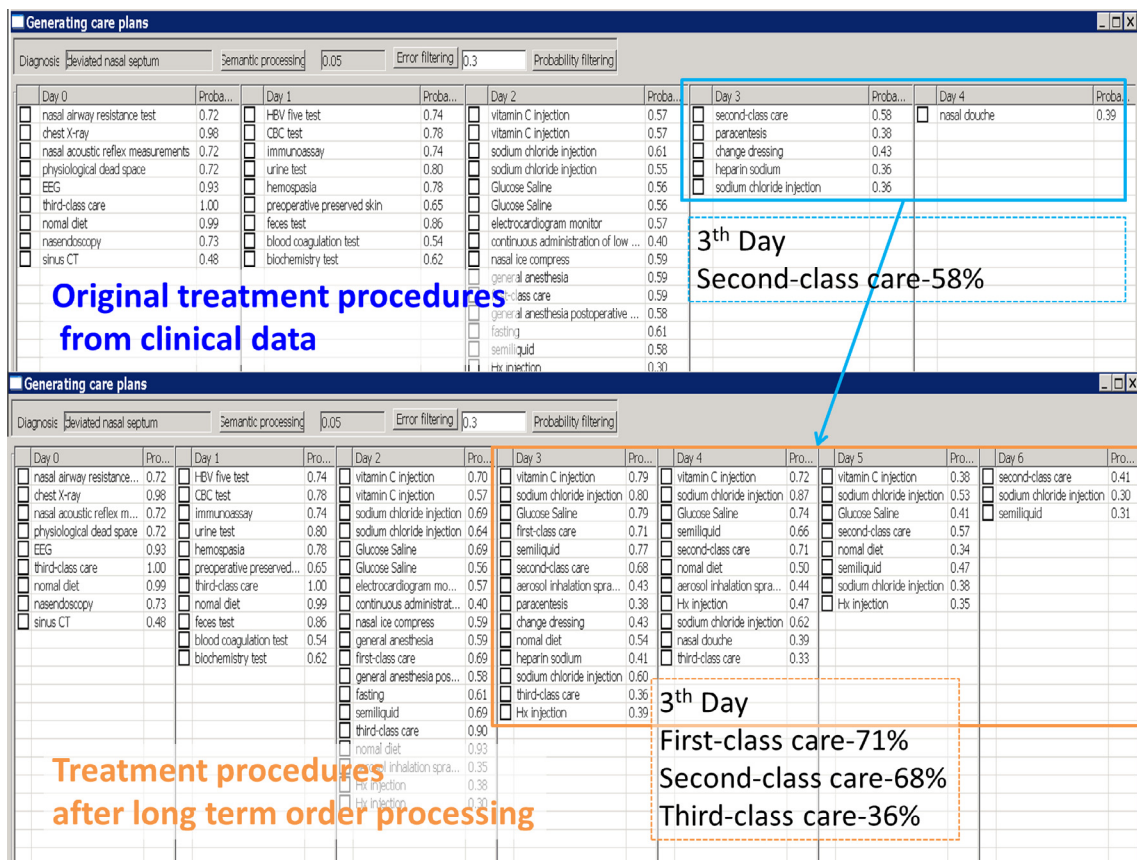 Generating care plans
Diagnosis deviated nasal septum Semantic processing 0.05 Error filtering 0.3 Probability filtering
Day 0 Proba... Day 1 Proba... Day 2 Proba... Day 3 Proba... Day 4 Proba...
nasal airway resistance test 0.72 HBV five test 0.74 vitamin C injection 0.57 second-class care 0.58 nasal douche 0.39
chest X-ray 0.98 CBC test 0.78 vitamin C injection 0.57 paracentesis 0.38
nasal acoustic reflex measurements 0.72 immunoassay 0.74 sodium chloride injection 0.61 change dressing 0.43
physiological dead space 0.72 urine test 0.80 sodium chloride injection 0.55 heparin sodium 0.36
EEG 0.93 hemospasia 0.78 Glucose Saline 0.56 sodium chloride injection 0.36
third-class care 1.00 preoperative preserved skin 0.65 Glucose Saline 0.56
nomal diet 0.99 feces test 0.86 electrocardiogram monitor 0.57
nasendoscopy 0.73 blood coagulation test 0.54 continuous administration of low ... 0.40
sinus CT 0.48 biochemistry test 0.62 nasal ice compress 0.59
general anesthesia 0.59
first-class care 0.59
general anesthesia postoperative ... 0.58
fasting 0.61
semiliquid 0.58
Hx injection 0.30
3th Day
Second-class care-58%
Original treatment procedures
from clinical data
Generating care plans
Diagnosis deviated nasal septum Semantic processing 0.05 Error filtering 0.3 Probability filtering
Day 0 Pro... Day 1 Pro... Day 2 Pro... Day 3 Pro... Day 4 Pro... Day 5 Pro... Day 6 Pro...
nasal airway resistance... 0.72 HBV five test 0.74 vitamin C injection 0.70 vitamin C injection 0.79 vitamin C injection 0.72 vitamin C injection 0.38 second-class care 0.41
chest X-ray 0.98 CBC test 0.78 vitamin C injection 0.57 sodium chloride injection 0.80 sodium chloride injection 0.87 sodium chloride injection 0.53 sodium chloride injection 0.30
nasal acoustic reflex m... 0.72 immunoassay 0.74 sodium chloride injection 0.69 Glucose Saline 0.79 Glucose Saline 0.74 Glucose Saline 0.41 semiliquid 0.31
physiological dead space 0.72 urine test 0.80 sodium chloride injection 0.64 first-class care 0.71 semiliquid 0.66 second-class care 0.57
EEG 0.93 hemospasia 0.78 Glucose Saline 0.69 semiliquid 0.77 second-class care 0.71 nomal diet 0.34
third-class care 1.00 preoperative preserved... 0.65 Glucose Saline 0.56 second-class care 0.68 nomal diet 0.50 semiliquid 0.47
nomal diet 0.99 third-class care 1.00 electrocardiogram mo... 0.57 aerosol inhalation spra... 0.43 aerosol inhalation spra... 0.44 sodium chloride injection 0.38
nasendoscopy 0.73 nomal diet 0.99 continuous administrat... 0.40 paracentesis 0.38 Hx injection 0.47 Hx injection 0.35
sinus CT 0.48 feces test 0.86 nasal ice compress 0.59 change dressing 0.43 sodium chloride injection 0.62
blood coagulation test 0.54 general anesthesia 0.59 nomal diet 0.54 nasal douche 0.39
biochemistry test 0.62 first-class care 0.69 heparin sodium 0.41 third-class care 0.33
general anesthesia pos... 0.58 sodium chloride injection 0.60
fasting 0.61 third-class care 0.36
semiliquid 0.69 Hx injection 0.39
third-class care 0.90
nomal diet 0.93
aerosol inhalation spra... 0.35
Hx injection 0.38
Hx injection 0.30
3th Day
First-class care-71%
Second-class care-68%
Third-class care-36%
Treatment procedures
after long term order processing